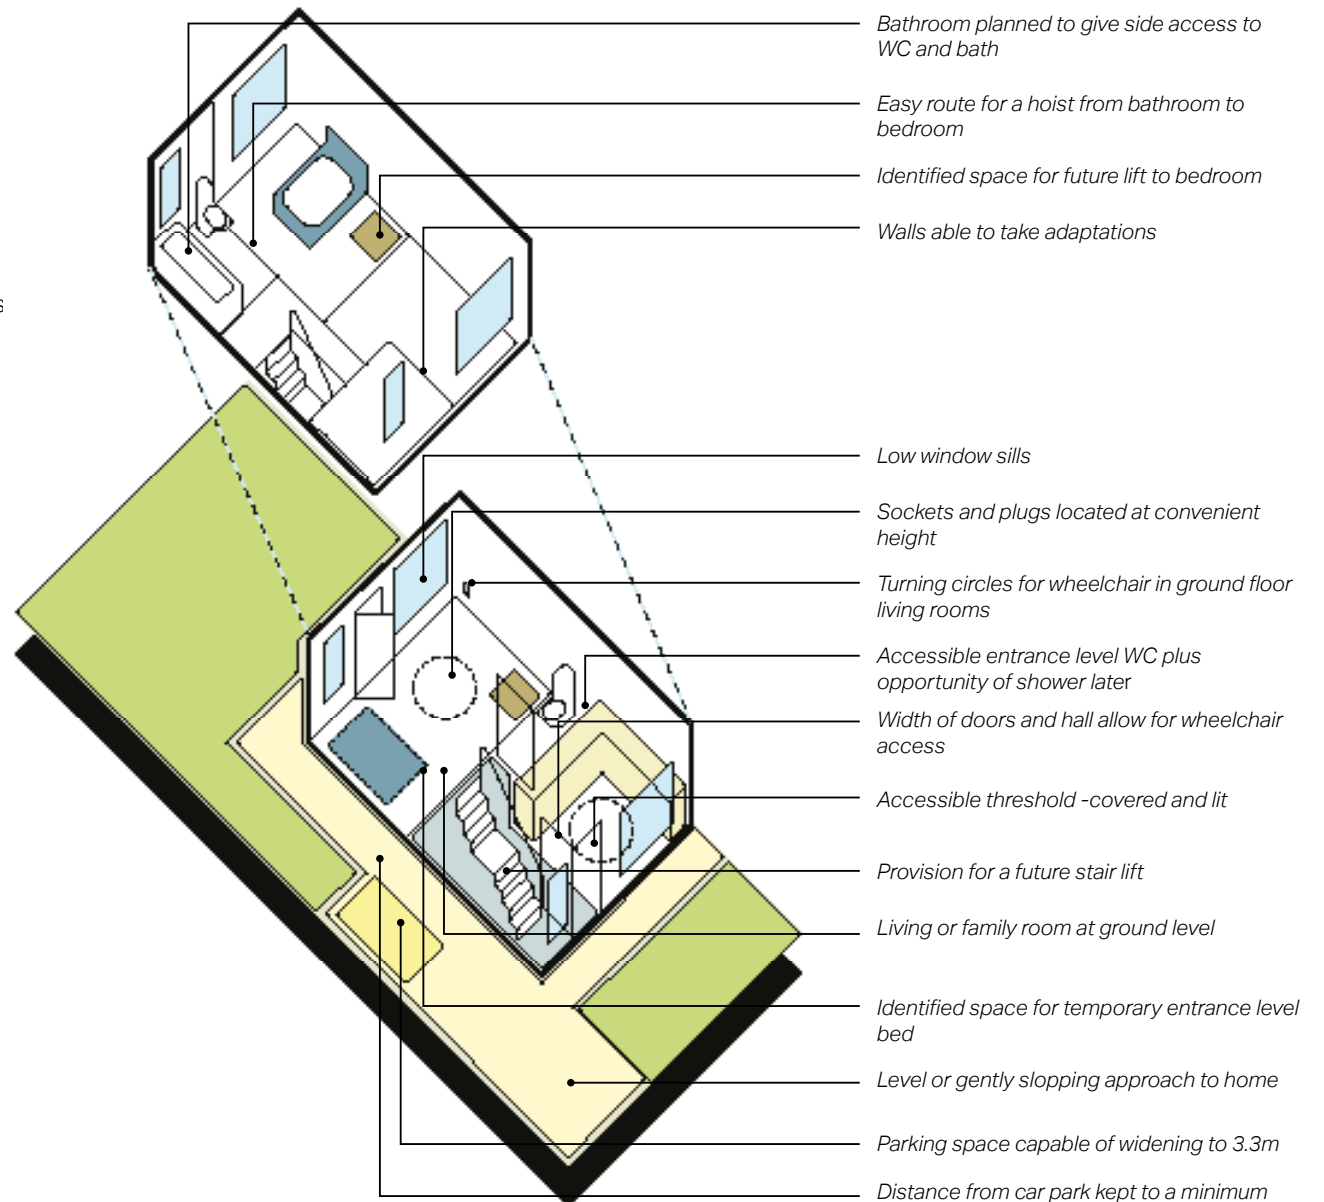 Bathroom planned to give side access to
WC and bath
Easy route for a hoist from bathroom to
bedroom
Identified space for future lift to bedroom
Walls able to take adaptations
s
Low window sills
Sockets and plugs located at convenient
height
Turning circles for wheelchair in ground floor
living rooms
Accessible entrance level WC plus
opportunity of shower later
Width of doors and hall allow for wheelchair
access
Accessible threshold -covered and lit
Provision for a future stair lift
Living or family room at ground level
Identified space for temporary entrance level
bed
Level or gently slopping approach to home
Parking space capable of widening to 3.3m
Distance from car park kept to a minimum